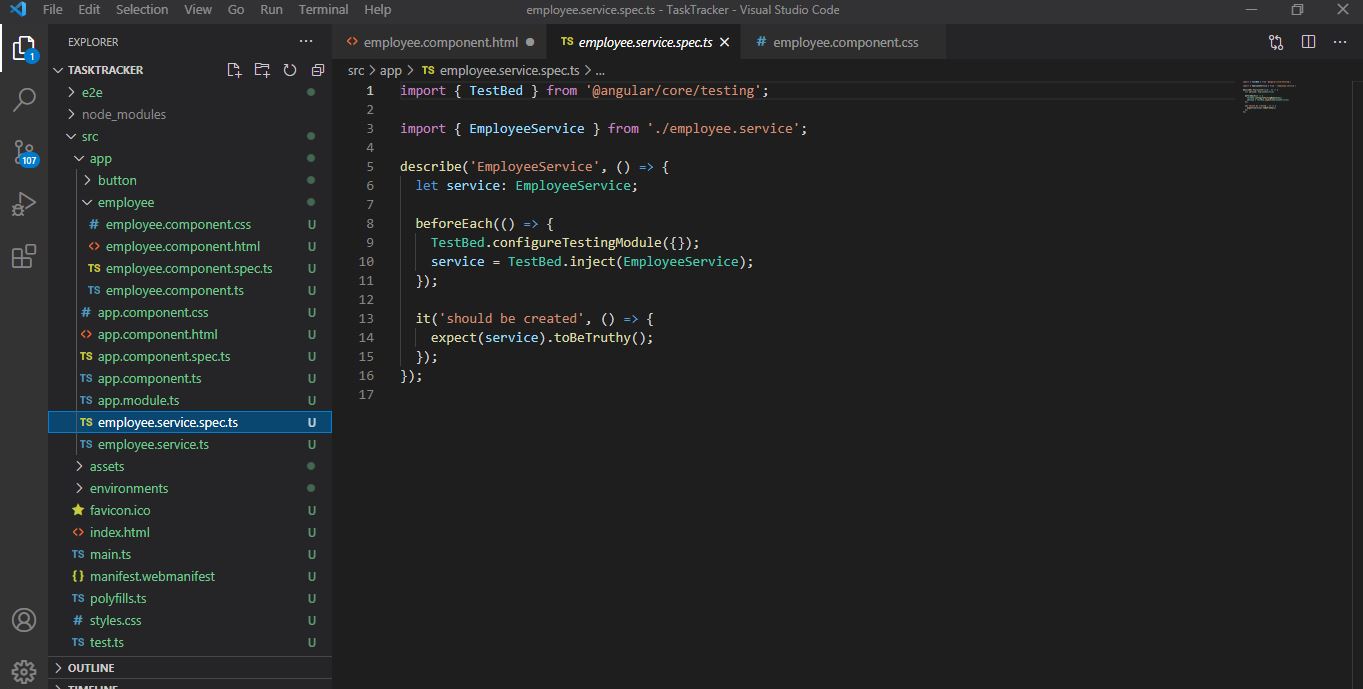 File Edit Selection View Go Run Terminal Help employee.service.spec.ts - TaskTracker - Visual Studio Code
EXPLORER
TASKTRACKER
e2e
node_modules
src
app
button
employee
# employee.component.css U
<> employee.component.html U
TS employee.component.spec.ts U
TS employee.component.ts U
# app.component.css U
<> app.component.html U
TS app.component.spec.ts U
TS app.component.ts U
TS app.module.ts U
TS employee.service.spec.ts U
TS employee.service.ts U
assets
environments
favicon.ico U
<> index.html U
TS main.ts U
{} manifest.webmanifest U
TS polyfills.ts U
# styles.css U
TS test.ts U
OUTLINE
TIMELINE
1
107
<> employee.component.html TS employee.service.spec.ts # employee.component.css
src > app > TS employee.service.spec.ts > ...
1 import { TestBed } from '@angular/core/testing';
2
3 import { EmployeeService } from './employee.service';
4
5 describe('EmployeeService', () => {
6 let service: EmployeeService;
7
8 beforeEach(() => {
9 TestBed.configureTestingModule({});
10 service = TestBed.inject(EmployeeService);
11 });
12
13 it('should be created', () => {
14 expect(service).toBeTruthy();
15 });
16 });
17